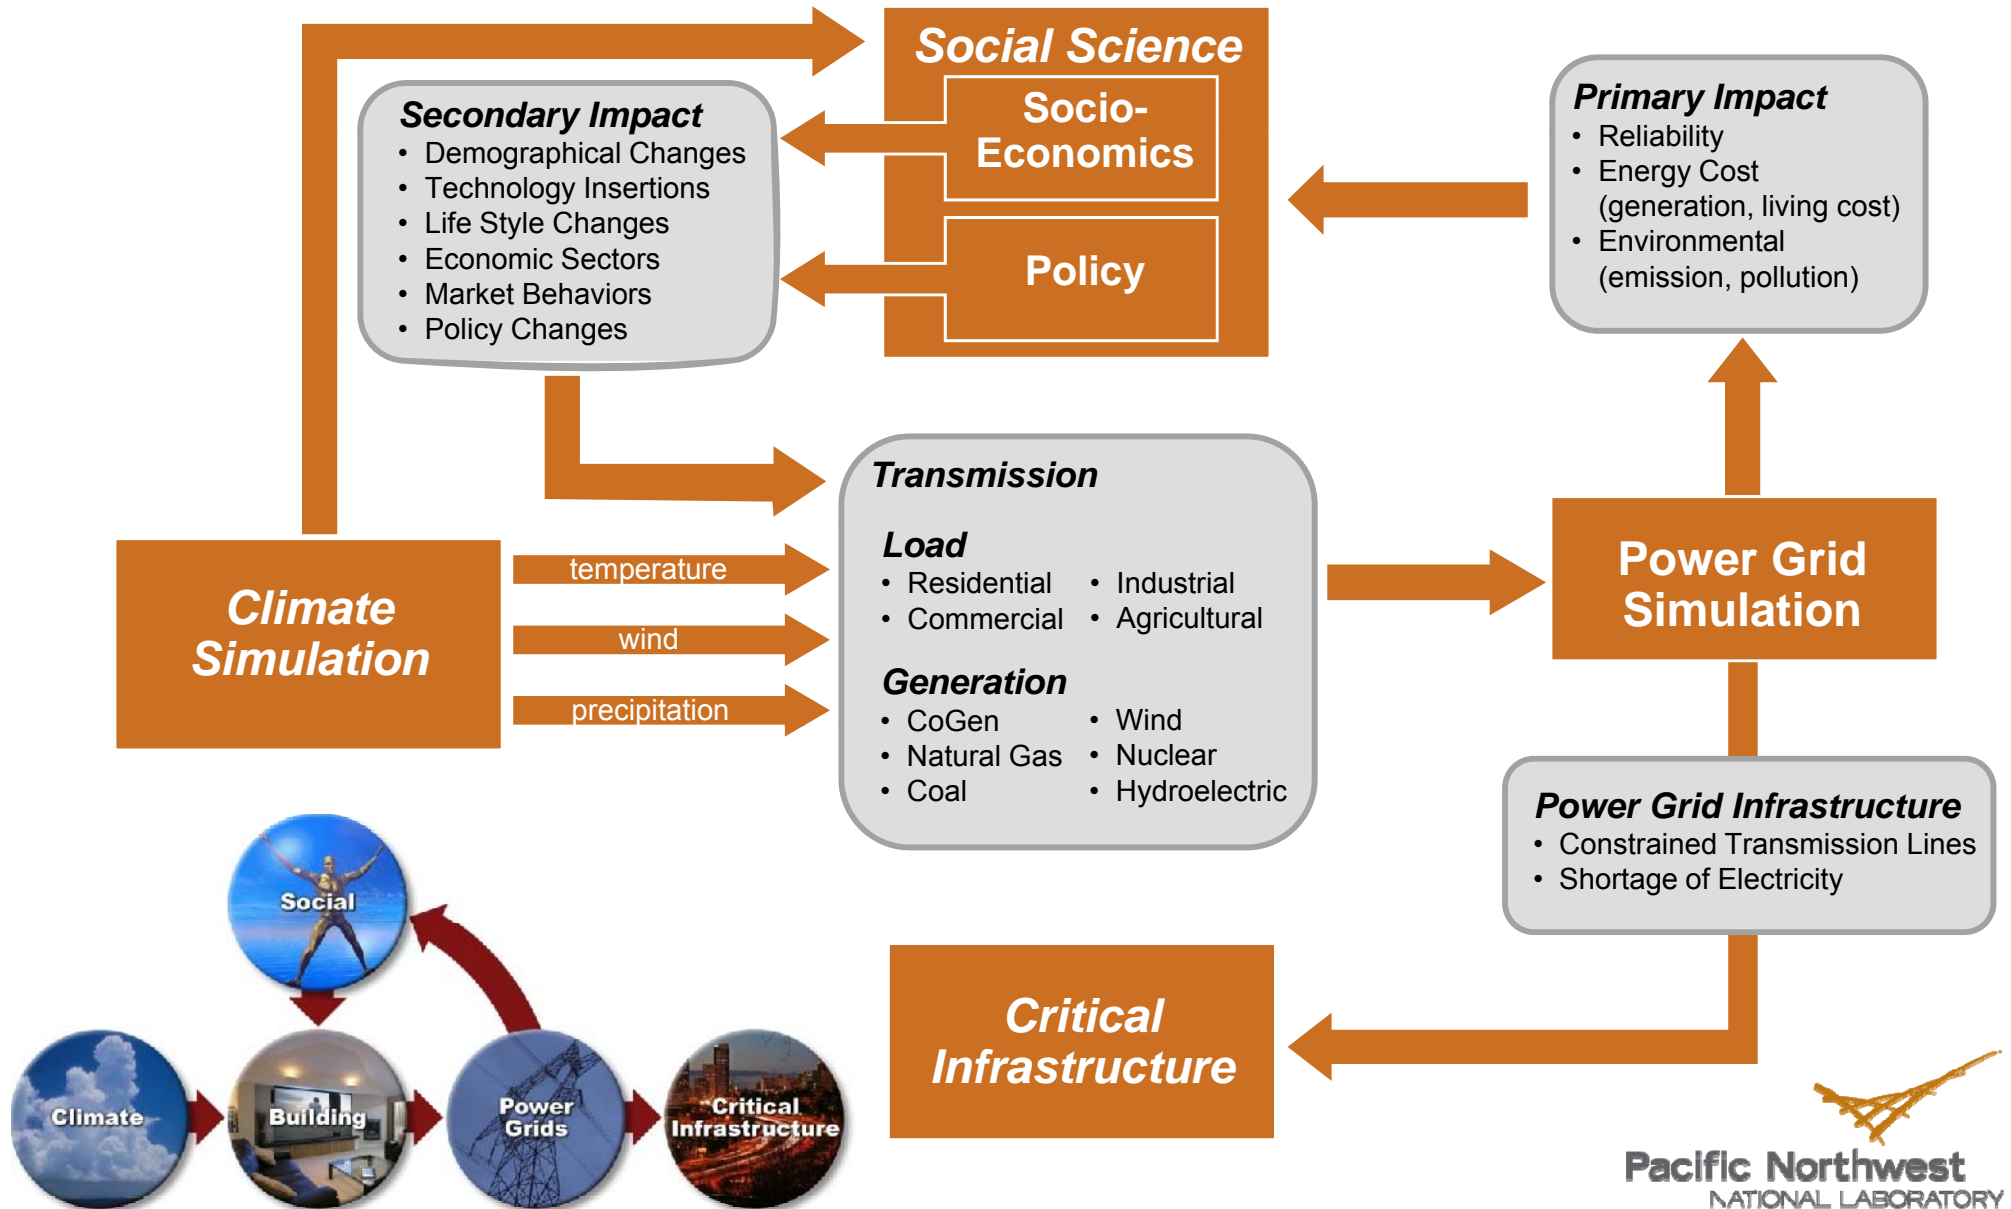 Social Science
Socio-
Economics
Policy
Secondary Impact
• Demographical Changes
• Technology Insertions
• Life Style Changes
• Economic Sectors
• Market Behaviors
• Policy Changes
Primary Impact
• Reliability
• Energy Cost
(generation, living cost)
• Environmental
(emission, pollution)
Climate
Simulation
temperature
wind
precipitation
Transmission
Load
• Residential • Industrial
• Commercial • Agricultural
Generation
• CoGen • Wind
• Natural Gas • Nuclear
• Coal • Hydroelectric
Power Grid
Simulation
Power Grid Infrastructure
• Constrained Transmission Lines
• Shortage of Electricity
Critical
Infrastructure
Social
Climate
Building
Power
Grids
Critical
Infrastructure
Pacific Northwest
NATIONAL LABORATORY